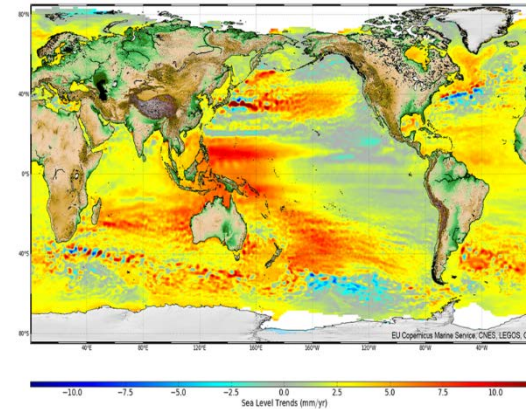 80°N
40°N
0°N
40°S
80°S
40°E 80°E 120°E 160°E 160°W 120°W 80°W 40°W
EU Copernicus Marine Service, CNES, LEGOS, C
−10.0 −7.5 −5.0 −2.5 0.0 2.5 5.0 7.5 10.0
Sea Level Trends (mm/yr)